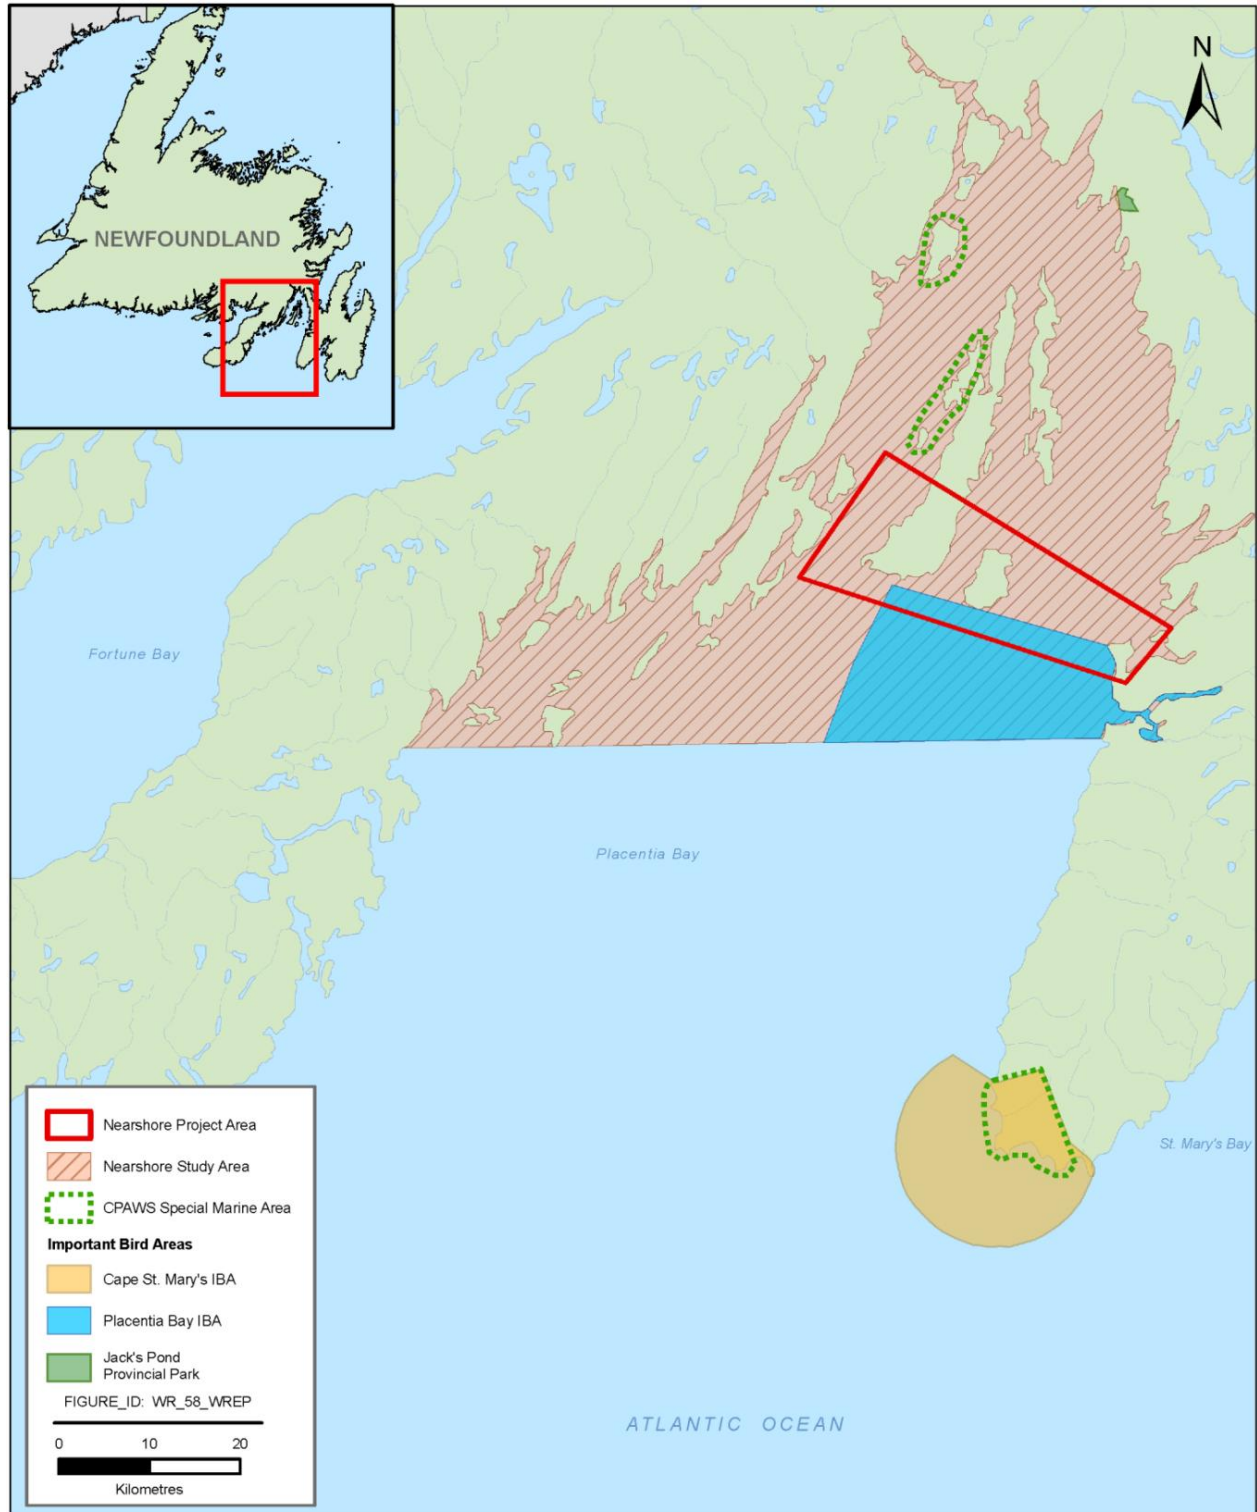 NEWFOUNDLAND
N
Fortune Bay
Placentia Bay
St. Mary's Bay
ATLANTIC OCEAN
Nearshore Project Area
Nearshore Study Area
CPAWS Special Marine Area
Important Bird Areas
Cape St. Mary's IBA
Placentia Bay IBA
Jack's Pond
Provincial Park
FIGURE_ID: WR_58_WREP
0 10 20
Kilometres